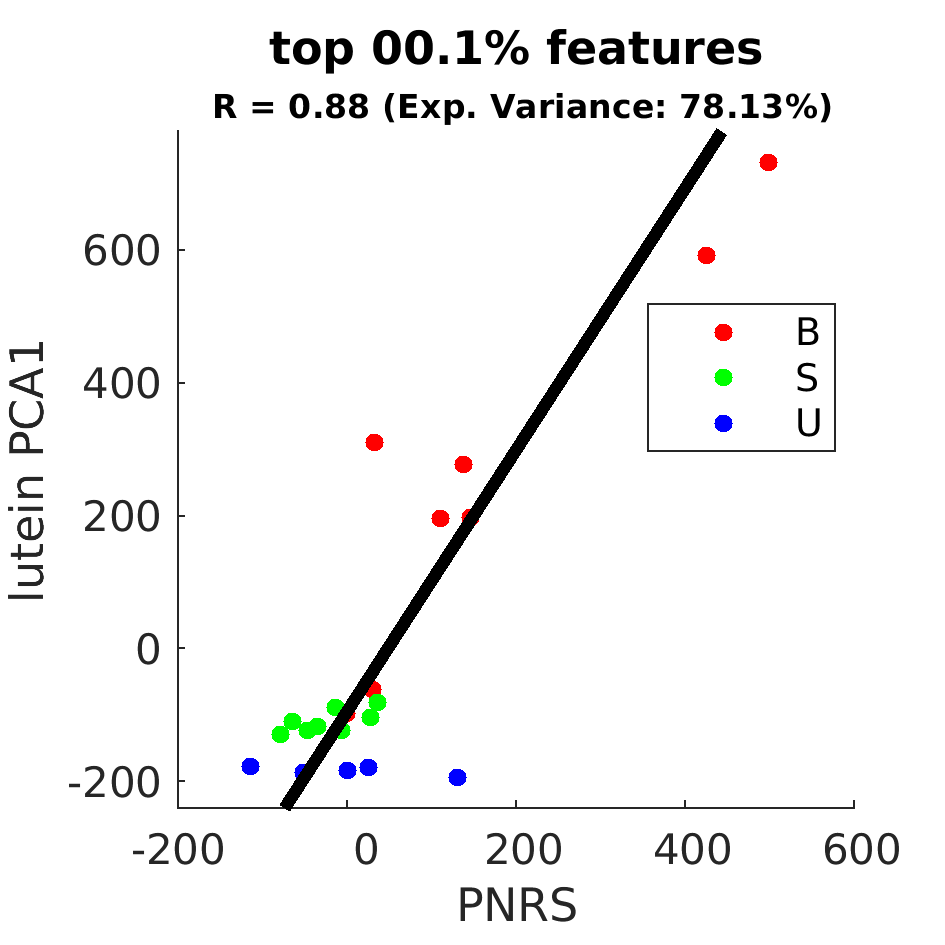 top 00.1% features
R = 0.88 (Exp. Variance: 78.13%)
lutein PCA1
600
400
200
0
-200
B
S
U
-200 0 200 400 600
PNRS